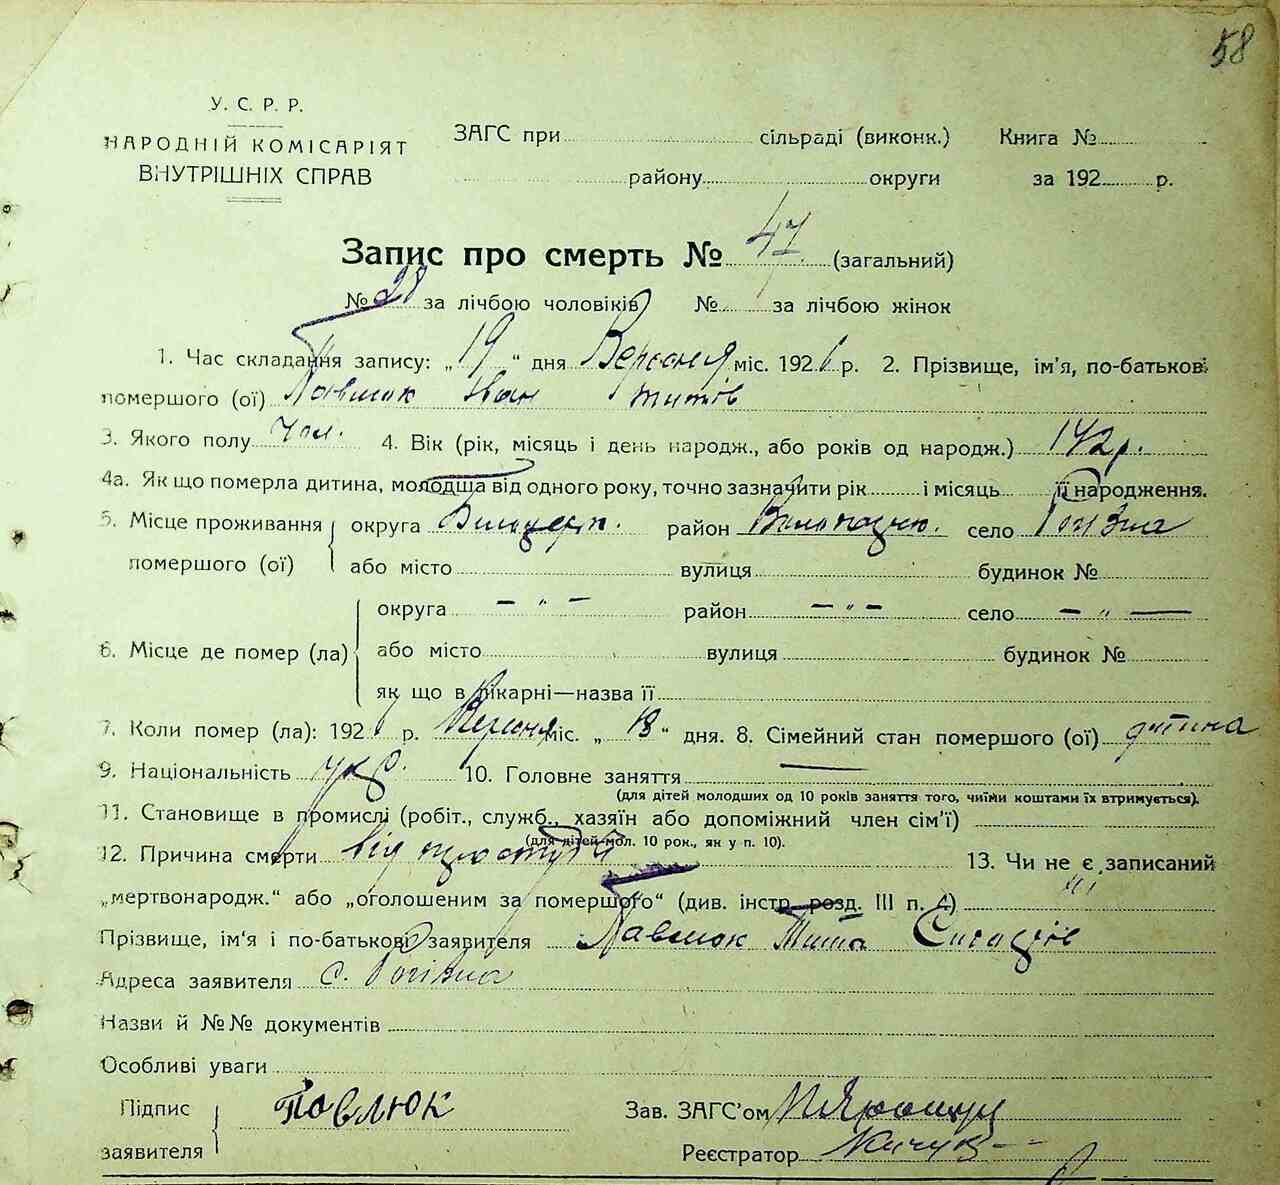 58
У. С. Р. Р.
НАРОДНІЙ КОМІСАРІЯТ
ВНУТРІШНІХ СПРАВ
ЗАГС при сільраді (виконк.) Книга №
району округи за 192 р.
Запис про смерть № 47 (загальний)
№ 28 за лічбою чоловіків № за лічбою жінок
1. Час складання запису: „19“ дня Вересня міс. 1926 р. 2. Прізвище, ім'я, по-батькові
помершого (ої) Павлюк Іван Титів
3. Якого полу чол. 4. Вік (рік, місяць і день народж., або років од народж.) 1 ½ р.
4а. Як що померла дитина, молодша від одного року, точно зазначити рік і місяць її народження.
5. Місце проживання округа Білоцерк. район село Рогізна
помершого (ої) або місто вулиця будинок №
округа — „ — район — „ — село — „ —
6. Місце де помер (ла) або місто вулиця будинок №
як що в лікарні—назва її
7. Коли помер (ла): 1926 р. Вересня міс. „18“ дня. 8. Сімейний стан помершого (ої) дитина
9. Національність укр. 10. Головне заняття —
(для дітей молодших од 10 років заняття того, чиїми коштами їх втримується).
11. Становище в промислі (робіт., служб., хазяїн або допоміжний член сім'ї)
(для дітей мол. 10 рок., як у п. 10).
12. Причина смерти від простуди 13. Чи не є записаний
„мертвонародж.“ або „оголошеним за помершого“ (див. інстр. розд. III п. 4) ні
Прізвище, ім'я і по-батькові заявителя Павлюк Тита
Адреса заявителя с. Рогізна
Назви й №№ документів
Особливі уваги
Підпис Павлюк Зав. ЗАГС'ом
заявителя Реєстратор